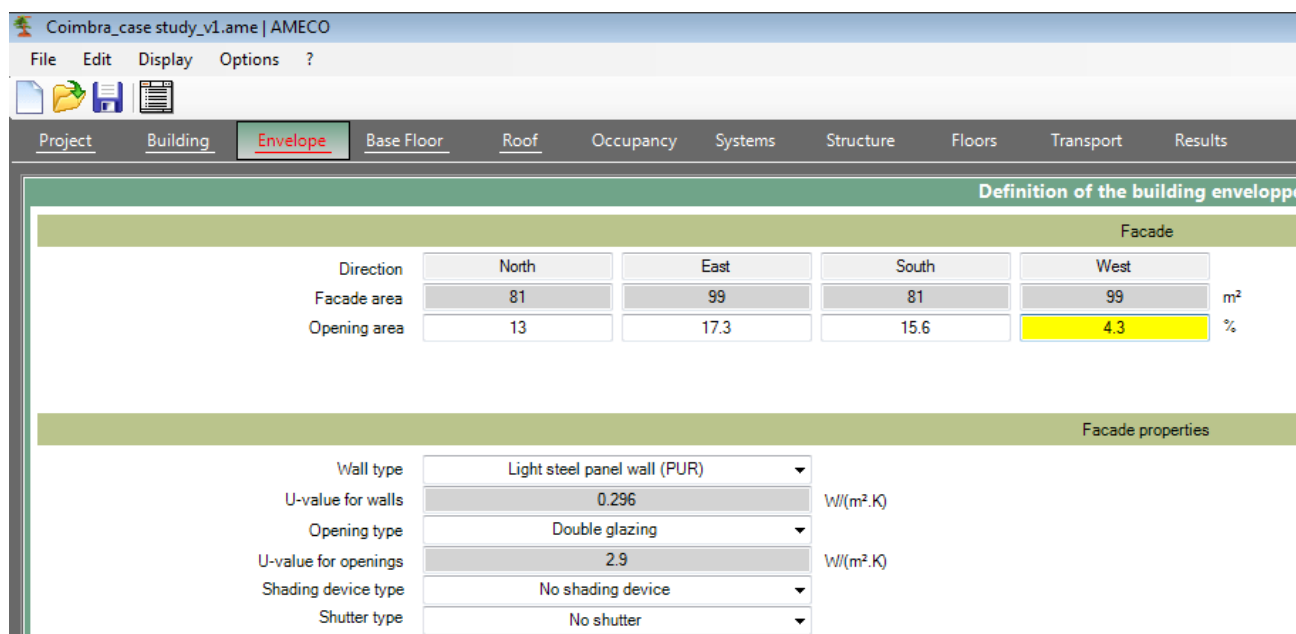 Coimbra_case study_v1.ame | AMECO
File Edit Display Options ?
Project Building Envelope Base Floor Roof Occupancy Systems Structure Floors Transport Results
Definition of the building enveloppe
Facade
Direction North East South West
Facade area 81 99 81 99 m²
Opening area 13 17.3 15.6 4.3 %
Facade properties
Wall type Light steel panel wall (PUR)
U-value for walls 0.296 W/(m².K)
Opening type Double glazing
U-value for openings 2.9 W/(m².K)
Shading device type No shading device
Shutter type No shutter